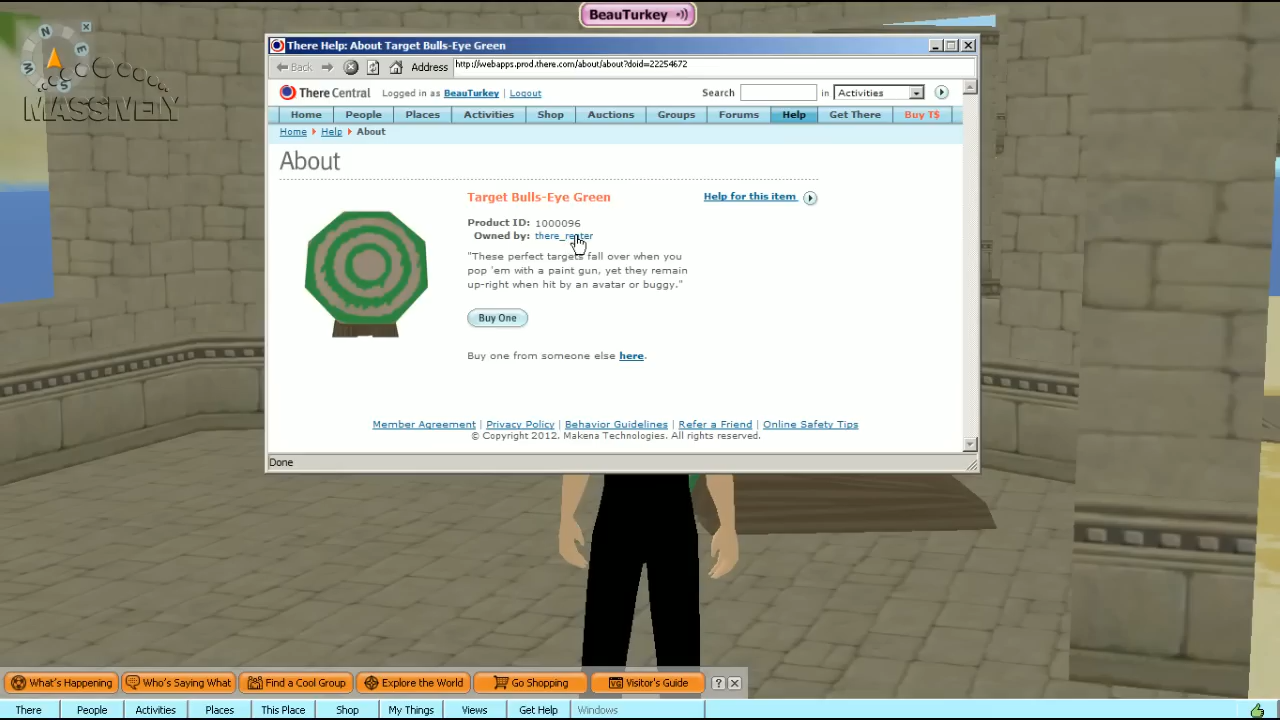 BeauTurkey
N
E
S
3
MASSIVELY
There Help: About Target Bulls-Eye Green
Back Address http://webapps.prod.there.com/about/about?doid=22254672
There Central Logged in as BeauTurkey Logout Search in Activities
Home People Places Activities Shop Auctions Groups Forums Help Get There Buy T$
Home Help About
About
Target Bulls-Eye Green Help for this item
Product ID: 1000096
Owned by: there_renter
"These perfect targets fall over when you
pop 'em with a paint gun, yet they remain
up-right when hit by an avatar or buggy."
Buy One
Buy one from someone else here.
Member Agreement | Privacy Policy | Behavior Guidelines | Refer a Friend | Online Safety Tips
© Copyright 2012. Makena Technologies. All rights reserved.
Done
What's Happening Who's Saying What Find a Cool Group Explore the World Go Shopping VG Visitor's Guide ?
There People Activities Places This Place Shop My Things Views Get Help Windows